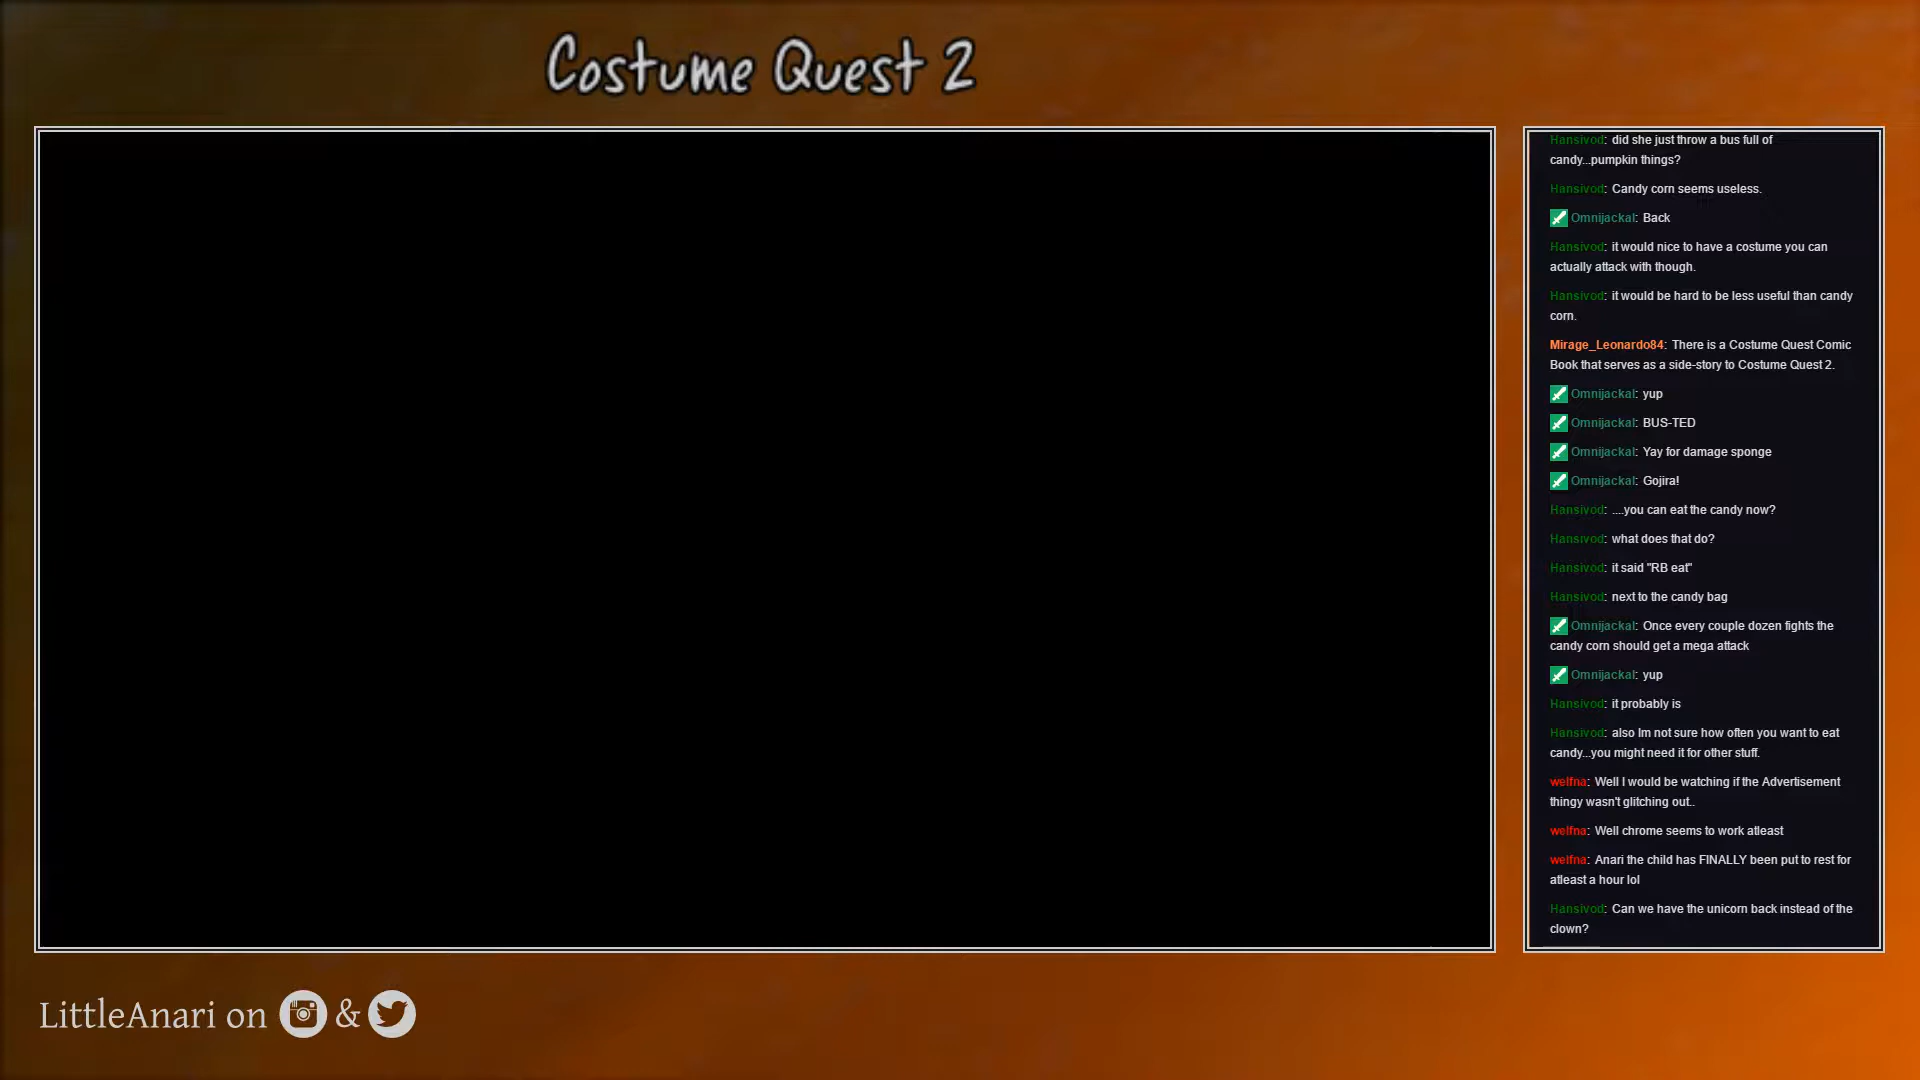 Costume Quest 2
Hansivod: did she just throw a bus full of
candy...pumpkin things?
Hansivod: Candy corn seems useless.
Omnijackal: Back
Hansivod: it would nice to have a costume you can
actually attack with though.
Hansivod: it would be hard to be less useful than candy
corn.
Mirage_Leonardo84: There is a Costume Quest Comic
Book that serves as a side-story to Costume Quest 2.
Omnijackal: yup
Omnijackal: BUS-TED
Omnijackal: Yay for damage sponge
Omnijackal: Gojira!
Hansivod: ....you can eat the candy now?
Hansivod: what does that do?
Hansivod: it said "RB eat"
Hansivod: next to the candy bag
Omnijackal: Once every couple dozen fights the
candy corn should get a mega attack
Omnijackal: yup
Hansivod: it probably is
Hansivod: also Im not sure how often you want to eat
candy...you might need it for other stuff.
welfna: Well I would be watching if the Advertisement
thingy wasn't glitching out..
welfna: Well chrome seems to work atleast
welfna: Anari the child has FINALLY been put to rest for
atleast a hour lol
Hansivod: Can we have the unicorn back instead of the
clown?
LittleAnari on &